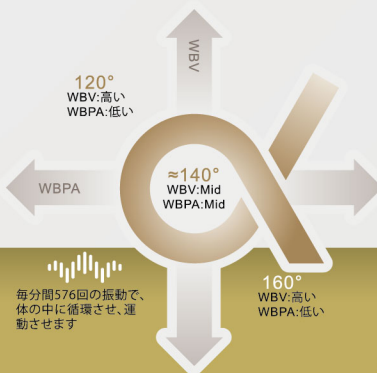 WBV
120°
WBV:高い
WBPA:低い
WBPA
≈140°
WBV:Mid
WBPA:Mid
160°
WBV:高い
WBPA:低い
毎分間576回の振動で、
体の中に循環させ、運
動させます